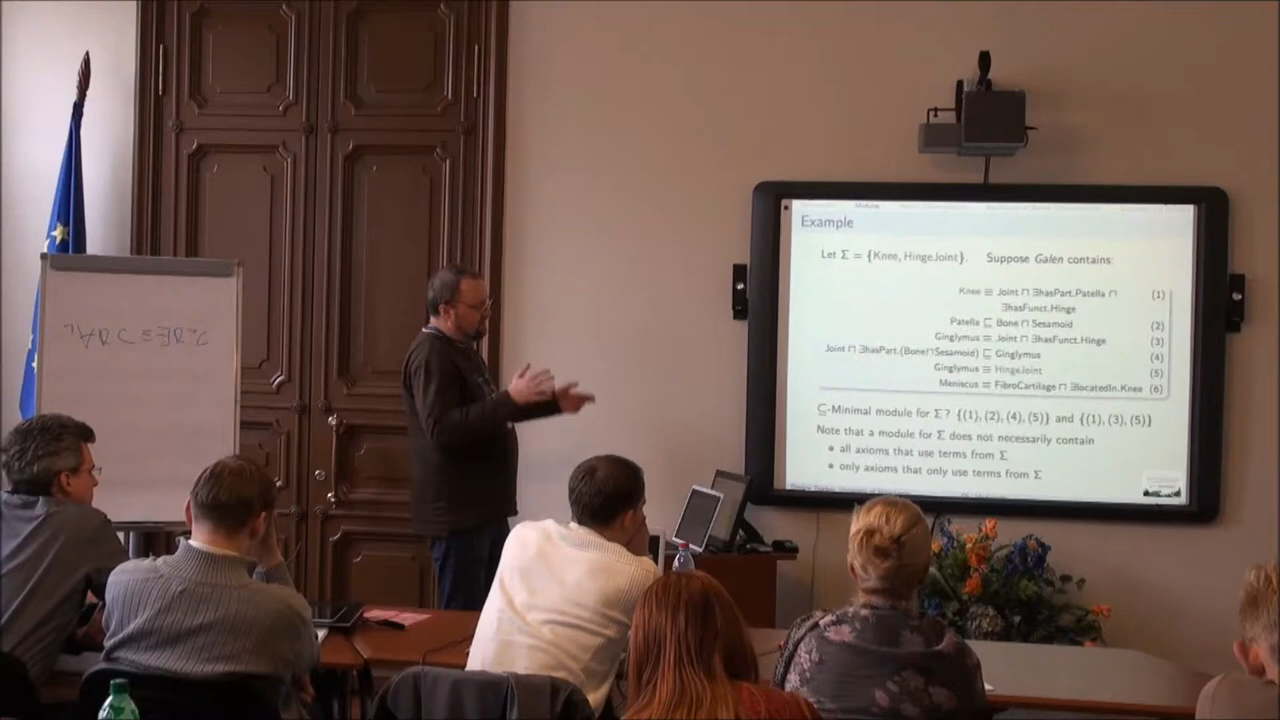 Modules
Example
Let Σ = {Knee, HingeJoint}. Suppose Galen contains:
Knee ≡ Joint ⊓ ∃hasPart.Patella ⊓ (1)
∃hasFunct.Hinge
Patella ⊑ Bone ⊓ Sesamoid (2)
Ginglymus ≡ Joint ⊓ ∃hasFunct.Hinge (3)
Joint ⊓ ∃hasPart.(Bone⊓Sesamoid) ⊑ Ginglymus (4)
Ginglymus ≡ HingeJoint (5)
Meniscus ≡ FibroCartilage ⊓ ∃locatedIn.Knee (6)
⊆-Minimal module for Σ? {(1), (2), (4), (5)} and {(1), (3), (5)}
Note that a module for Σ does not necessarily contain
• all axioms that use terms from Σ
• only axioms that only use terms from Σ